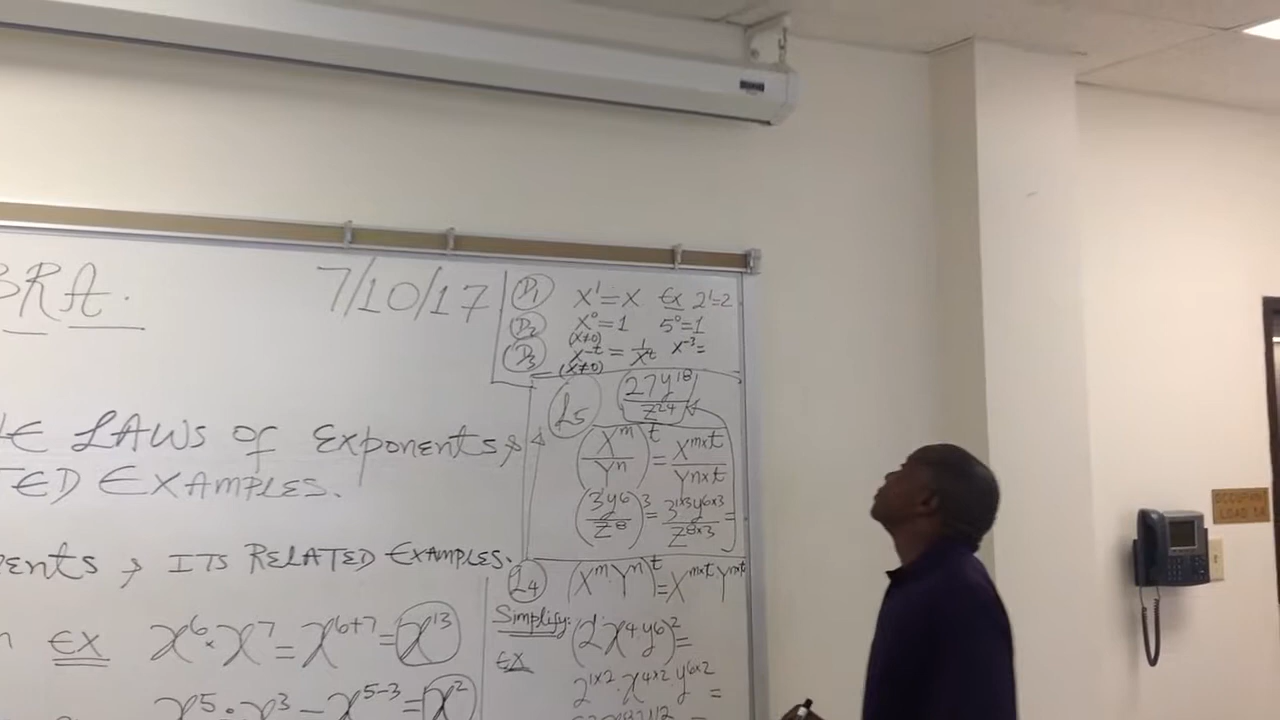 BRA.
7/10/17
P1 X¹ = X Ex 2¹=2
P2 X⁰ = 1 5⁰=1
(X≠0)
P3 X⁻ᵗ = 1/Xᵗ X⁻³=
(X≠0)
LAWS of Exponents,
TED EXAMPLES.
ents, ITS RELATED EXAMPLES.
EX x⁶·x⁷ = x⁶⁺⁷ = x¹³
x⁵ x³ = x⁵⁻³ = x²
L5 27y¹⁸/z²⁴
(Xᵐ/Yⁿ)ᵗ = Xᵐˣᵗ/Yⁿˣᵗ
(3y⁶/z⁸)³ = 3¹ˣ³y⁶ˣ³/z⁸ˣ³ =
L4 (Xᵐ·Yⁿ)ᵗ = Xᵐˣᵗ·Yⁿˣᵗ
Simplify: (2x⁴y⁶)² =
EX
2¹ˣ²·x⁴ˣ²·y⁶ˣ² =
LOAD